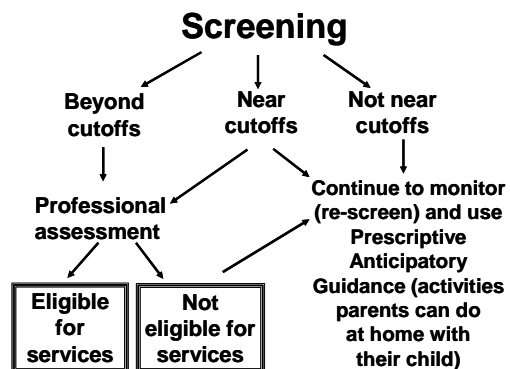 Screening
Beyond
cutoffs
Near
cutoffs
Not near
cutoffs
Professional
assessment
Continue to monitor
(re-screen) and use
Prescriptive
Anticipatory
Guidance (activities
parents can do
at home with
their child)
Eligible
for
services
Not
eligible for
services